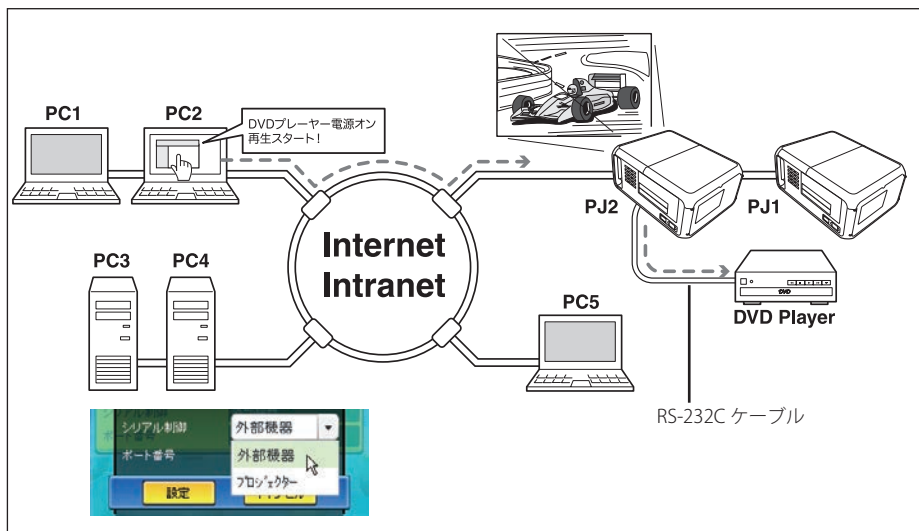 PC1
PC2
DVDプレーヤー電源オン
再生スタート！
PJ2
PJ1
Internet
Intranet
PC3
PC4
PC5
DVD
DVD Player
RS-232C ケーブル
シリアル制御
外部機器
ポート番号
外部機器
プロジェクター
設定